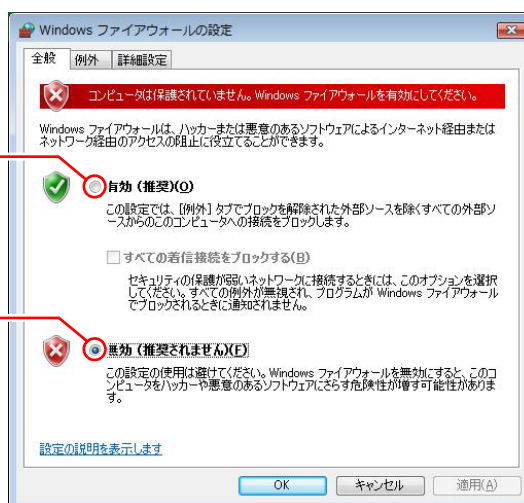 Windows ファイアウォールの設定
全般 例外 詳細設定
コンピュータは保護されていません。Windows ファイアウォールを有効にしてください。
Windows ファイアウォールは、ハッカーまたは悪意のあるソフトウェアによるインターネット経由または
ネットワーク経由のアクセスの阻止に役立てることができます。
有効 (推奨)(O)
この設定では、[例外] タブでブロックを解除された外部ソースを除くすべての外部ソ
ースからのこのコンピュータへの接続をブロックします。
すべての着信接続をブロックする(B)
セキュリティの保護が弱いネットワークに接続するときには、このオプションを選択
してください。すべての例外が無視され、プログラムが Windows ファイアウォール
でブロックされるときに通知されません。
無効 (推奨されません)(F)
この設定の使用は避けてください。Windows ファイアウォールを無効にすると、このコ
ンピュータをハッカーや悪意のあるソフトウェアにさらす危険性が増す可能性がありま
す。
設定の説明を表示します
OK キャンセル 適用(A)